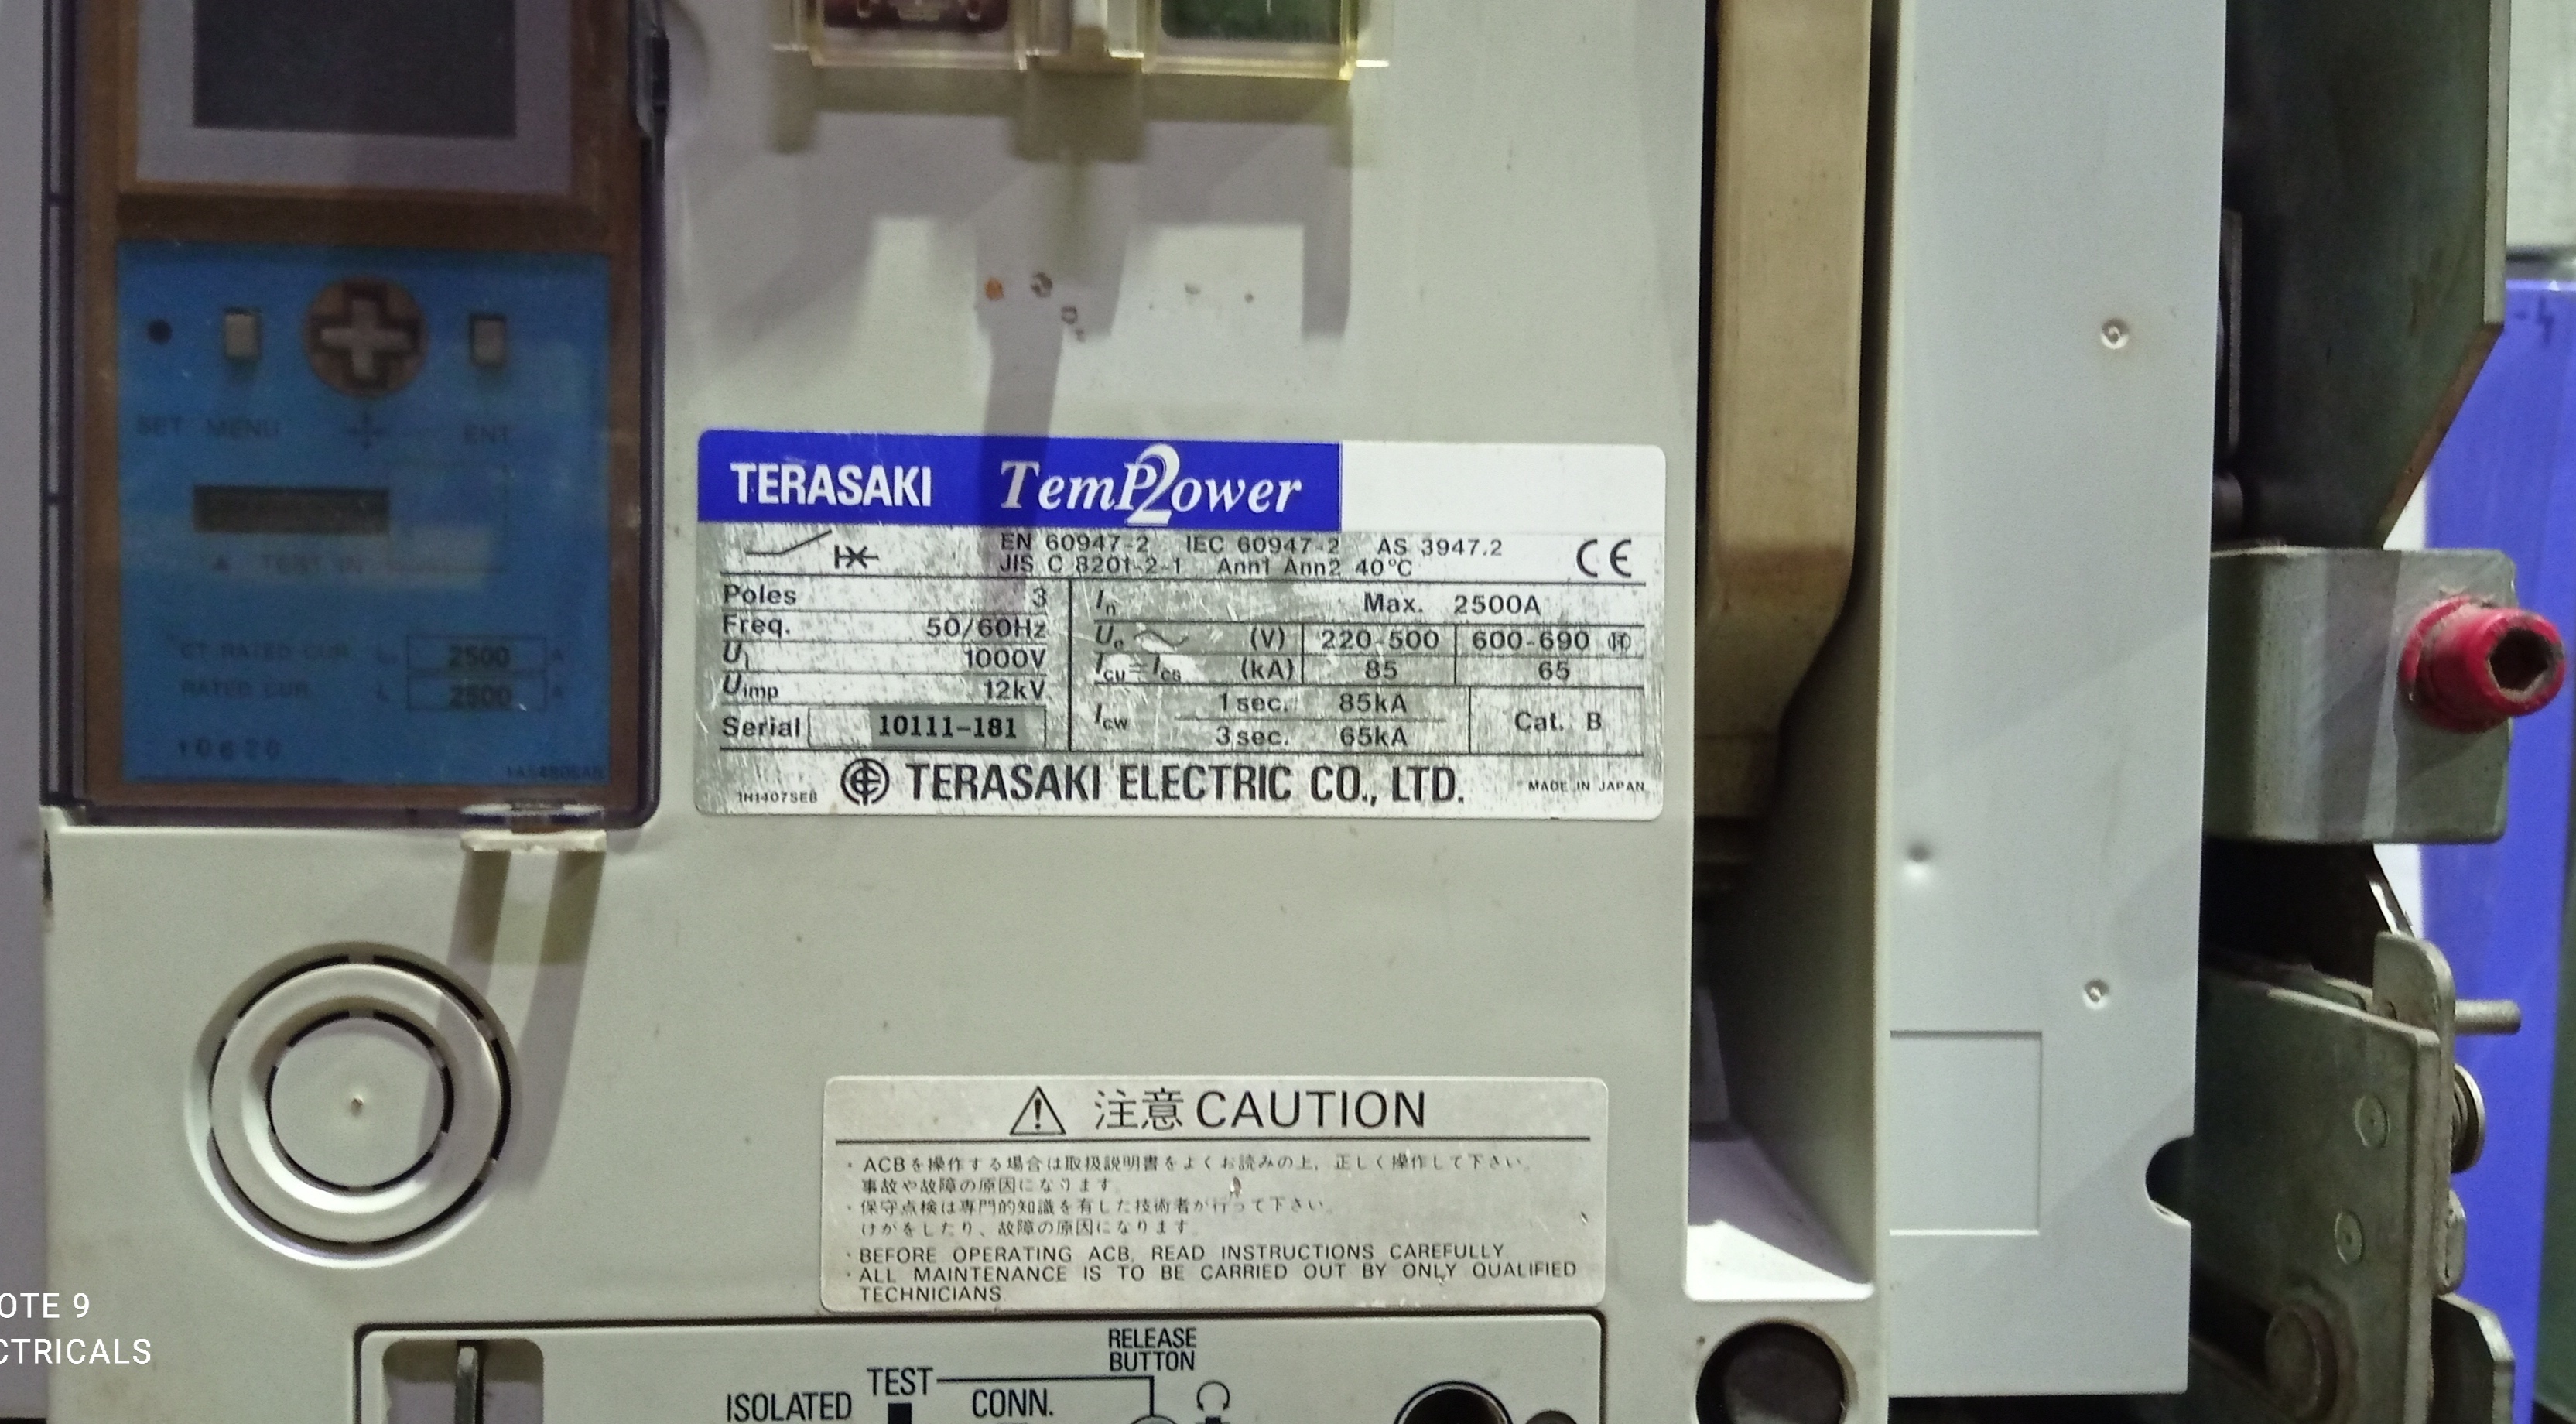 SET MENU ENT
TEST IN
CT RATED CUR. 2500 A
RATED CUR. 2500 A
TERASAKI TemPower2
EN 60947-2 IEC 60947-2 AS 3947.2
JIS C 8201-2-1 Ann1 Ann2 40°C
CE
Poles 3
Freq. 50/60Hz
Ui 1000V
Uimp 12kV
Serial 10111-181
In Max. 2500A
Ue ~ (V) 220-500 600-690
Icu=Ics (kA) 85 65
Icw 1 sec. 85kA
3 sec. 65kA
Cat. B
1H1407SEB TERASAKI ELECTRIC CO., LTD. MADE IN JAPAN
注意 CAUTION
・ACBを操作する場合は取扱説明書をよくお読みの上，正しく操作して下さい。
事故や故障の原因になります。
・保守点検は専門的知識を有した技術者が行って下さい。
けがをしたり、故障の原因になります。
・BEFORE OPERATING ACB, READ INSTRUCTIONS CAREFULLY.
・ALL MAINTENANCE IS TO BE CARRIED OUT BY ONLY QUALIFIED
TECHNICIANS.
RELEASE
BUTTON
TEST
ISOLATED CONN.
OTE 9
CTRICALS